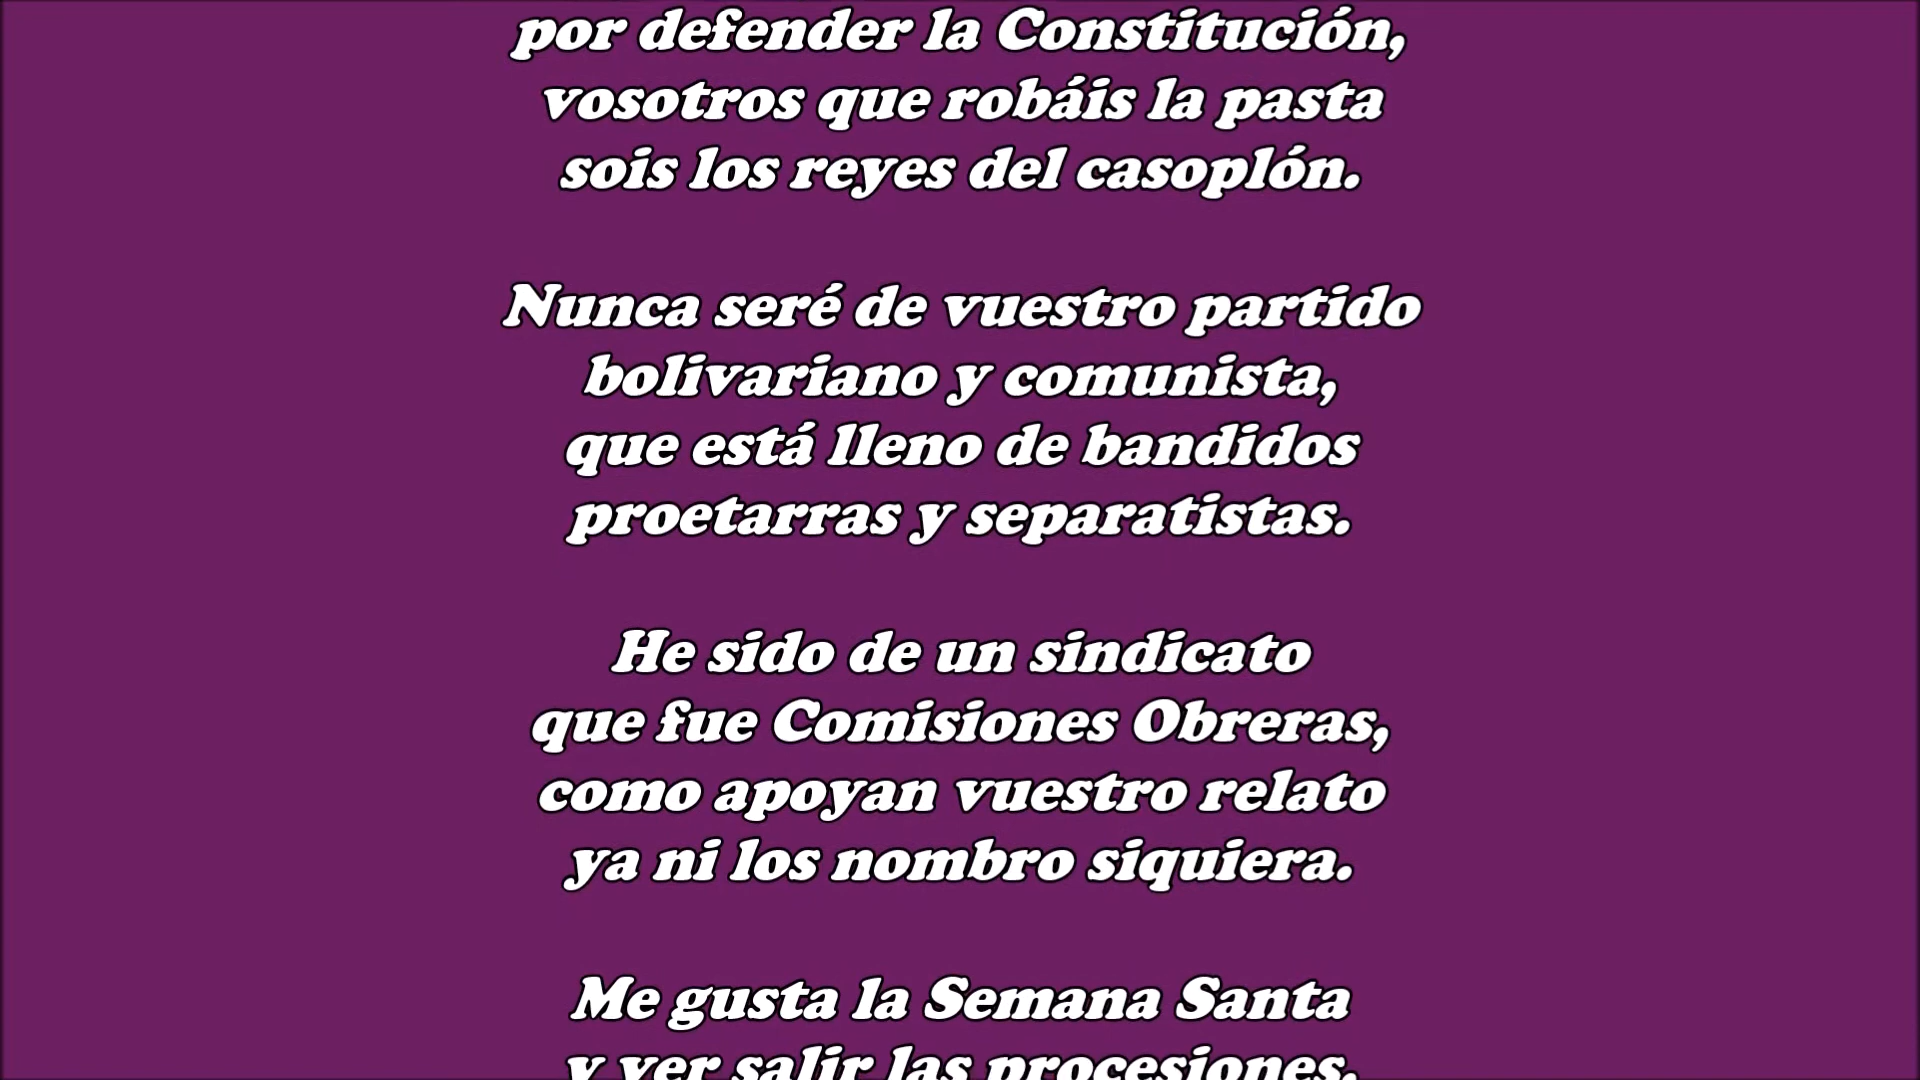 por defender la Constitución,
vosotros que robáis la pasta
sois los reyes del casoplón.
Nunca seré de vuestro partido
bolivariano y comunista,
que está lleno de bandidos
proetarras y separatistas.
He sido de un sindicato
que fue Comisiones Obreras,
como apoyan vuestro relato
ya ni los nombro siquiera.
Me gusta la Semana Santa
y ver salir las procesiones,